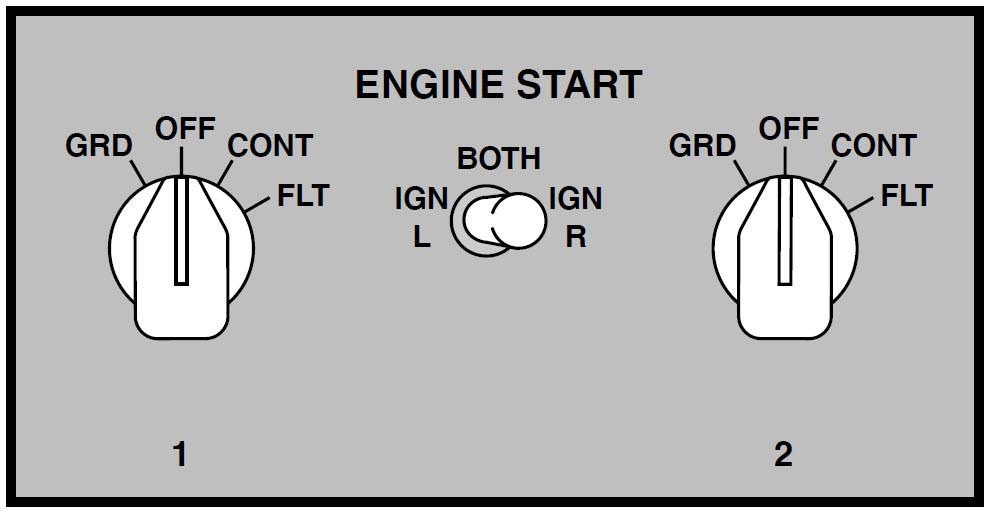 ENGINE START
GRD OFF CONT FLT
BOTH
IGN L
IGN R
GRD OFF CONT FLT
1
2